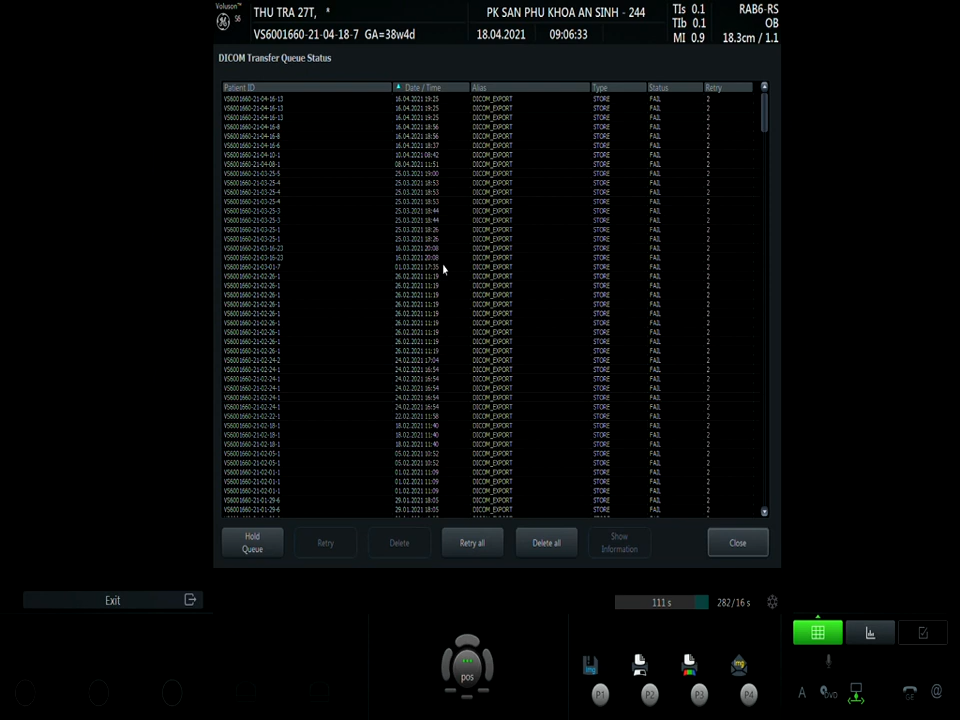 Voluson™
S6
THU TRA 27T, *
PK SAN PHU KHOA AN SINH - 244
VS6001660-21-04-18-7 GA=38w4d
18.04.2021 09:06:33
TIs 0.1
TIb 0.1
MI 0.9
RAB6-RS
OB
18.3cm / 1.1
DICOM Transfer Queue Status
Patient ID Date / Time Alias Type Status Retry
VS6001660-21-04-16-13 16.04.2021 19:25 DICOM_EXPORT STORE FAIL 2
VS6001660-21-04-16-13 16.04.2021 19:25 DICOM_EXPORT STORE FAIL 2
VS6001660-21-04-16-13 16.04.2021 19:25 DICOM_EXPORT STORE FAIL 2
VS6001660-21-04-16-8 16.04.2021 18:56 DICOM_EXPORT STORE FAIL 2
VS6001660-21-04-16-8 16.04.2021 18:56 DICOM_EXPORT STORE FAIL 2
VS6001660-21-04-16-6 16.04.2021 18:37 DICOM_EXPORT STORE FAIL 2
VS6001660-21-04-10-1 10.04.2021 08:42 DICOM_EXPORT STORE FAIL 2
VS6001660-21-04-08-1 08.04.2021 11:51 DICOM_EXPORT STORE FAIL 2
VS6001660-21-03-25-5 25.03.2021 19:00 DICOM_EXPORT STORE FAIL 2
VS6001660-21-03-25-4 25.03.2021 18:53 DICOM_EXPORT STORE FAIL 2
VS6001660-21-03-25-4 25.03.2021 18:53 DICOM_EXPORT STORE FAIL 2
VS6001660-21-03-25-4 25.03.2021 18:53 DICOM_EXPORT STORE FAIL 2
VS6001660-21-03-25-3 25.03.2021 18:44 DICOM_EXPORT STORE FAIL 2
VS6001660-21-03-25-3 25.03.2021 18:44 DICOM_EXPORT STORE FAIL 2
VS6001660-21-03-25-1 25.03.2021 18:26 DICOM_EXPORT STORE FAIL 2
VS6001660-21-03-25-1 25.03.2021 18:26 DICOM_EXPORT STORE FAIL 2
VS6001660-21-03-16-23 16.03.2021 20:08 DICOM_EXPORT STORE FAIL 2
VS6001660-21-03-16-23 16.03.2021 20:08 DICOM_EXPORT STORE FAIL 2
VS6001660-21-03-01-7 01.03.2021 17:35 DICOM_EXPORT STORE FAIL 2
VS6001660-21-02-26-1 26.02.2021 11:19 DICOM_EXPORT STORE FAIL 2
VS6001660-21-02-26-1 26.02.2021 11:19 DICOM_EXPORT STORE FAIL 2
VS6001660-21-02-26-1 26.02.2021 11:19 DICOM_EXPORT STORE FAIL 2
VS6001660-21-02-26-1 26.02.2021 11:19 DICOM_EXPORT STORE FAIL 2
VS6001660-21-02-26-1 26.02.2021 11:19 DICOM_EXPORT STORE FAIL 2
VS6001660-21-02-26-1 26.02.2021 11:19 DICOM_EXPORT STORE FAIL 2
VS6001660-21-02-26-1 26.02.2021 11:19 DICOM_EXPORT STORE FAIL 2
VS6001660-21-02-26-1 26.02.2021 11:19 DICOM_EXPORT STORE FAIL 2
VS6001660-21-02-26-1 26.02.2021 11:19 DICOM_EXPORT STORE FAIL 2
VS6001660-21-02-24-2 24.02.2021 17:04 DICOM_EXPORT STORE FAIL 2
VS6001660-21-02-24-1 24.02.2021 16:54 DICOM_EXPORT STORE FAIL 2
VS6001660-21-02-24-1 24.02.2021 16:54 DICOM_EXPORT STORE FAIL 2
VS6001660-21-02-24-1 24.02.2021 16:54 DICOM_EXPORT STORE FAIL 2
VS6001660-21-02-24-1 24.02.2021 16:54 DICOM_EXPORT STORE FAIL 2
VS6001660-21-02-24-1 24.02.2021 16:54 DICOM_EXPORT STORE FAIL 2
VS6001660-21-02-22-1 22.02.2021 11:58 DICOM_EXPORT STORE FAIL 2
VS6001660-21-02-18-1 18.02.2021 11:40 DICOM_EXPORT STORE FAIL 2
VS6001660-21-02-18-1 18.02.2021 11:40 DICOM_EXPORT STORE FAIL 2
VS6001660-21-02-18-1 18.02.2021 11:40 DICOM_EXPORT STORE FAIL 2
VS6001660-21-02-05-1 05.02.2021 10:52 DICOM_EXPORT STORE FAIL 2
VS6001660-21-02-05-1 05.02.2021 10:52 DICOM_EXPORT STORE FAIL 2
VS6001660-21-02-01-1 01.02.2021 11:09 DICOM_EXPORT STORE FAIL 2
VS6001660-21-02-01-1 01.02.2021 11:09 DICOM_EXPORT STORE FAIL 2
VS6001660-21-02-01-1 01.02.2021 11:09 DICOM_EXPORT STORE FAIL 2
VS6001660-21-01-29-6 29.01.2021 18:05 DICOM_EXPORT STORE FAIL 2
VS6001660-21-01-29-6 29.01.2021 18:05 DICOM_EXPORT STORE FAIL 2
Hold Queue
Retry
Delete
Retry all
Delete all
Show Information
Close
Exit
111 s
282/16 s
pos
img
img
P1
P2
P3
P4
A
DVD
GE
@